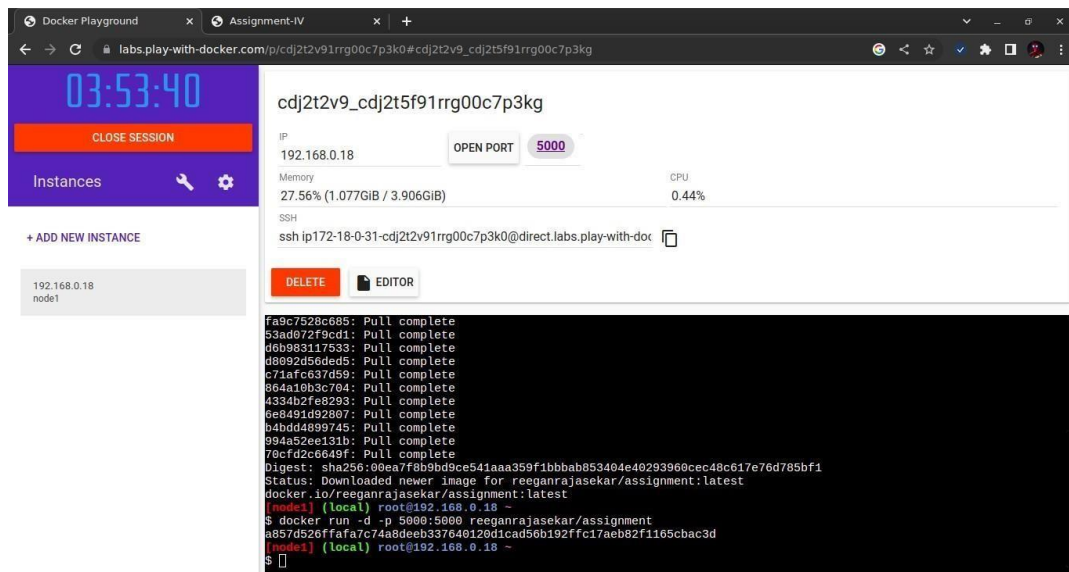 Docker Playground
Assignment-IV
labs.play-with-docker.com/p/cdj2t2v91rrg00c7p3k0#cdj2t2v9_cdj2t5f91rrg00c7p3kg
03:53:40
CLOSE SESSION
Instances
+ ADD NEW INSTANCE
192.168.0.18
node1
cdj2t2v9_cdj2t5f91rrg00c7p3kg
IP
192.168.0.18
OPEN PORT
5000
Memory
27.56% (1.077GiB / 3.906GiB)
CPU
0.44%
SSH
ssh ip172-18-0-31-cdj2t2v91rrg00c7p3k0@direct.labs.play-with-doc
DELETE
EDITOR
fa9c7528c685: Pull complete
53ad072f9cd1: Pull complete
d6b983117533: Pull complete
d8092d56ded5: Pull complete
c71afc637d59: Pull complete
864a10b3c704: Pull complete
4334b2fe8293: Pull complete
6e8491d92807: Pull complete
b4bdd4899745: Pull complete
994a52ee131b: Pull complete
70cfd2c6649f: Pull complete
Digest: sha256:00ea7f8b9bd9ce541aaa359f1bbbab853404e40293960cec48c617e76d785bf1
Status: Downloaded newer image for reeganrajasekar/assignment:latest
docker.io/reeganrajasekar/assignment:latest
[node1] (local) root@192.168.0.18 ~
$ docker run -d -p 5000:5000 reeganrajasekar/assignment
a857d526ffafa7c74a8deeb337640120d1cad56b192ffc17aeb82f1165cbac3d
[node1] (local) root@192.168.0.18 ~
$